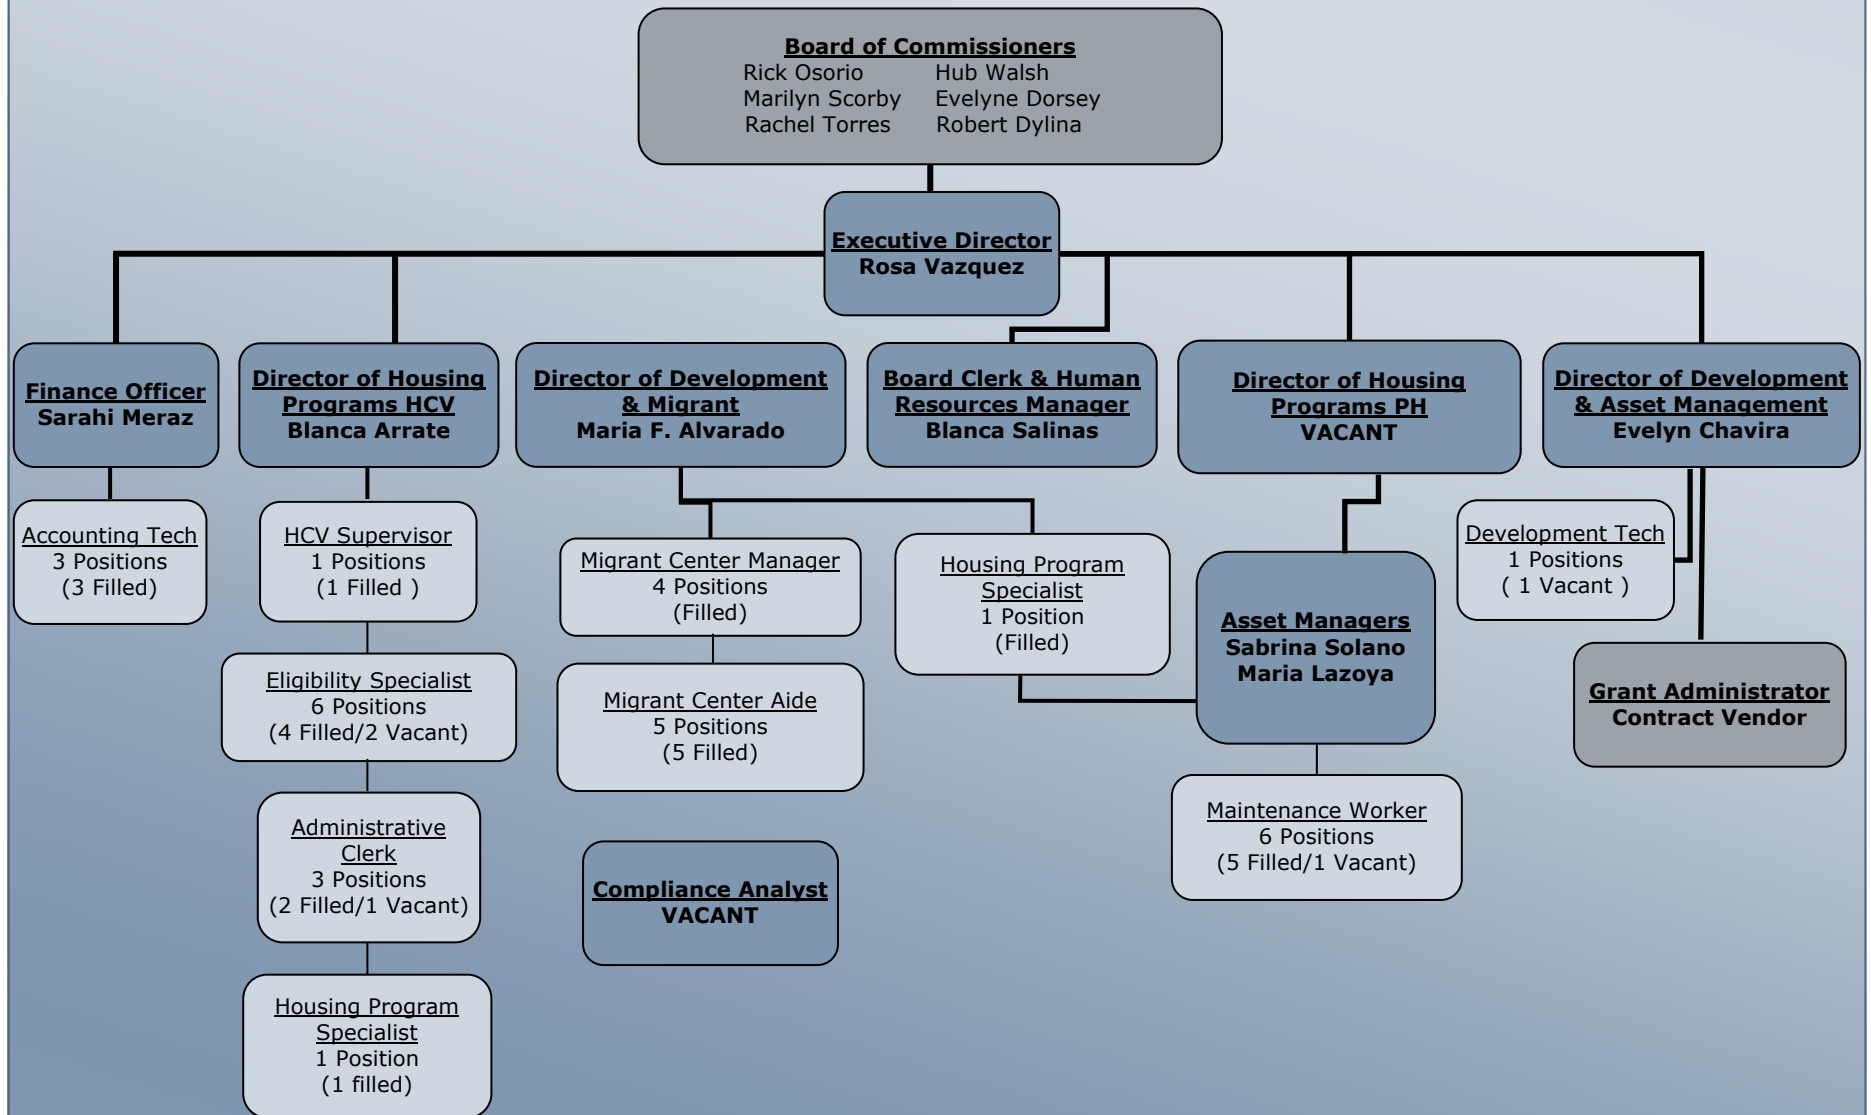 Board of Commissioners
Rick Osorio Hub Walsh
Marilyn Scorby Evelyne Dorsey
Rachel Torres Robert Dylina
Executive Director
Rosa Vazquez
Finance Officer
Sarahi Meraz
Director of Housing
Programs HCV
Blanca Arrate
Director of Development
& Migrant
Maria F. Alvarado
Board Clerk & Human
Resources Manager
Blanca Salinas
Director of Housing
Programs PH
VACANT
Director of Development
& Asset Management
Evelyn Chavira
Accounting Tech
3 Positions
(3 Filled)
HCV Supervisor
1 Positions
(1 Filled )
Migrant Center Manager
4 Positions
(Filled)
Housing Program
Specialist
1 Position
(Filled)
Asset Managers
Sabrina Solano
Maria Lazoya
Development Tech
1 Positions
( 1 Vacant )
Eligibility Specialist
6 Positions
(4 Filled/2 Vacant)
Migrant Center Aide
5 Positions
(5 Filled)
Grant Administrator
Contract Vendor
Administrative
Clerk
3 Positions
(2 Filled/1 Vacant)
Compliance Analyst
VACANT
Maintenance Worker
6 Positions
(5 Filled/1 Vacant)
Housing Program
Specialist
1 Position
(1 filled)